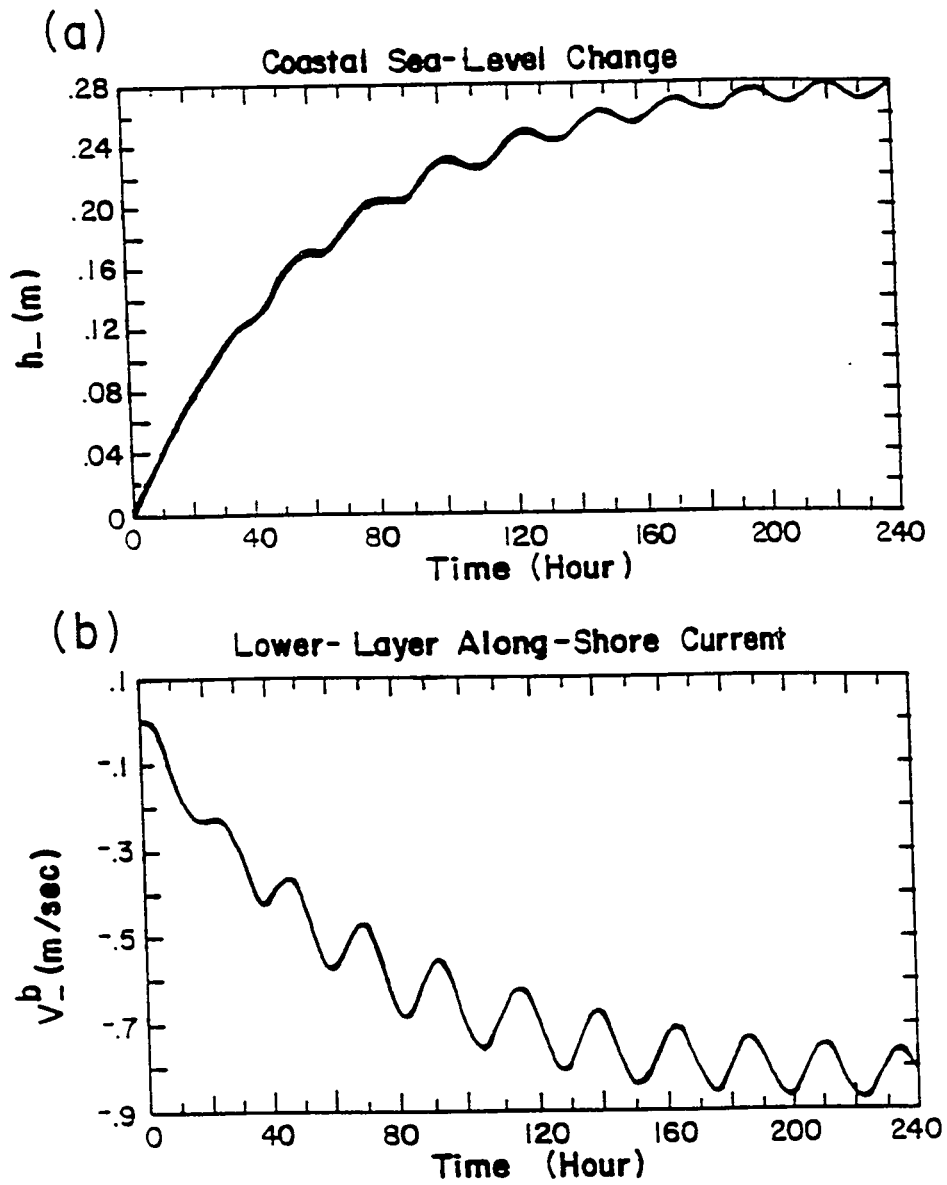 (a)
Coastal Sea-Level Change
.28
.24
.20
.16
.12
.08
.04
0
h_ (m)
0 40 80 120 160 200 240
Time (Hour)
(b)
Lower-Layer Along-Shore Current
.1
-.1
-.3
-.5
-.7
-.9
V_^b (m/sec)
0 40 80 120 160 200 240
Time (Hour)